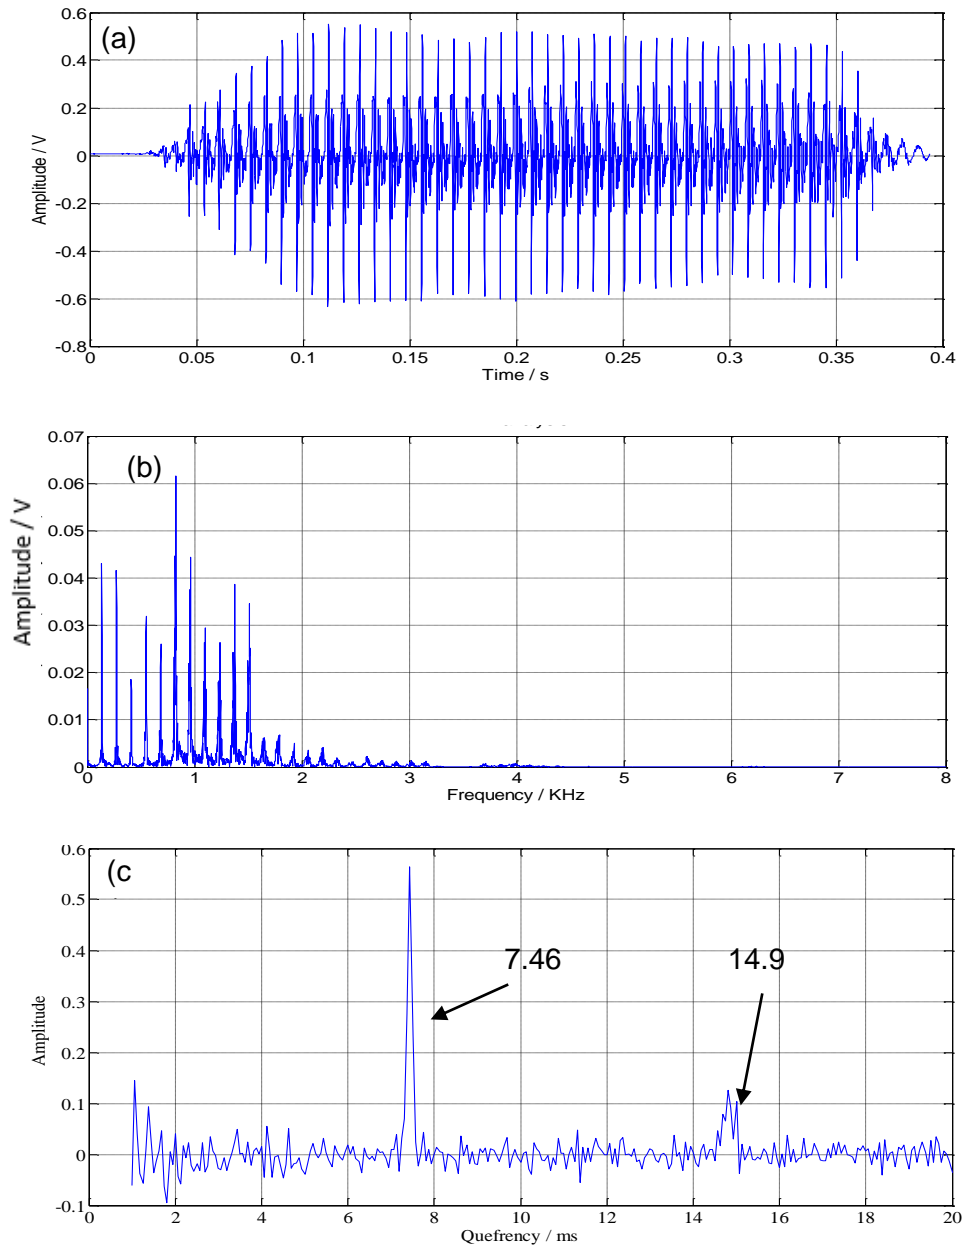 (a)
0.6
0.4
0.2
0
-0.2
-0.4
-0.6
-0.8
Amplitude / V
0 0.05 0.1 0.15 0.2 0.25 0.3 0.35 0.4
Time / s
(b)
0.07
0.06
0.05
0.04
0.03
0.02
0.01
0
Amplitude / V
0 1 2 3 4 5 6 7 8
Frequency / KHz
(c
0.6
0.5
0.4
0.3
0.2
0.1
0
-0.1
Amplitude
7.46 14.9
0 2 4 6 8 10 12 14 16 18 20
Quefrency / ms